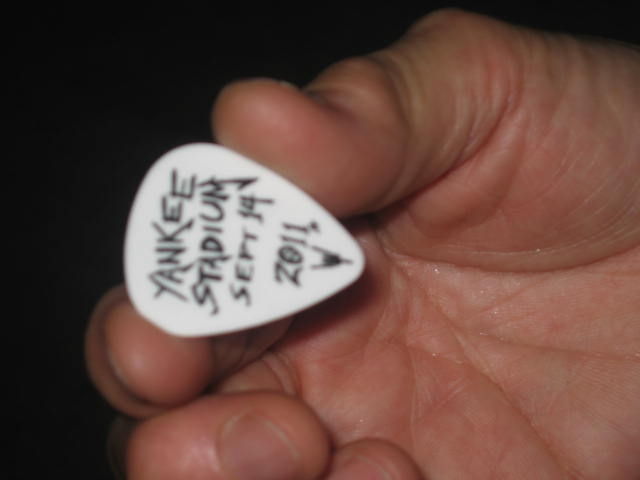 YANKEE
STADIUM
SEPT 14
2011